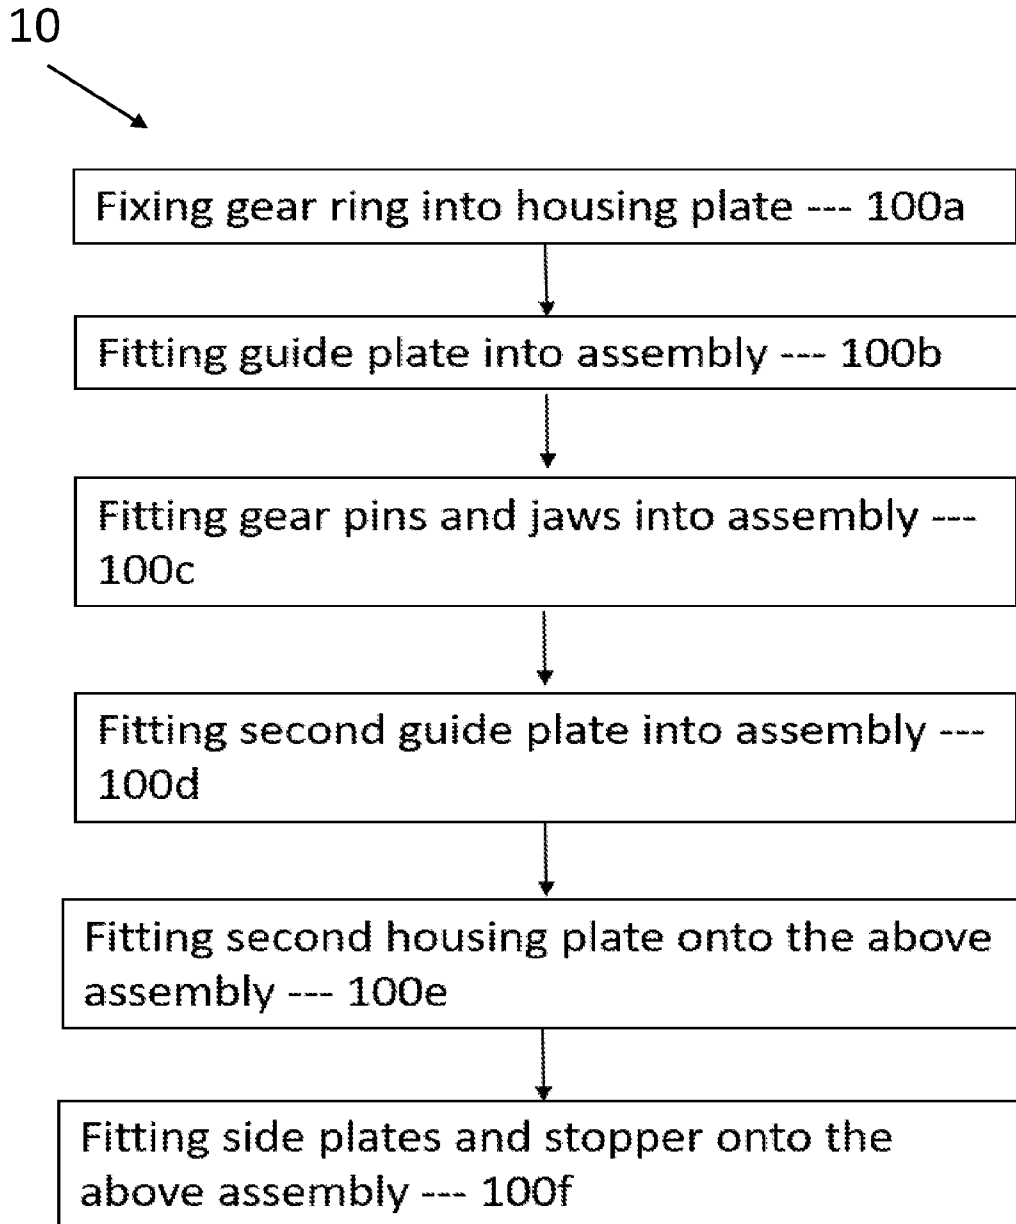 10
Fixing gear ring into housing plate --- 100a
Fitting guide plate into assembly --- 100b
Fitting gear pins and jaws into assembly ---
100c
Fitting second guide plate into assembly ---
100d
Fitting second housing plate onto the above
assembly --- 100e
Fitting side plates and stopper onto the
above assembly --- 100f